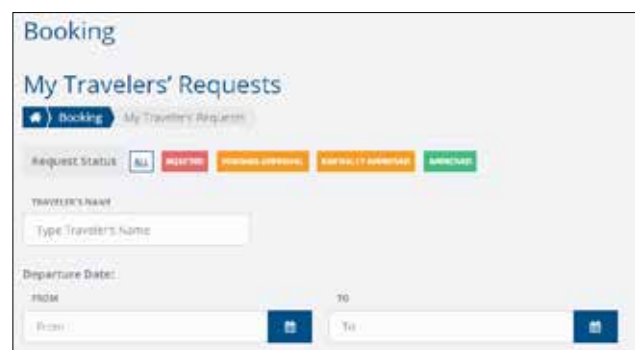 Booking
My Travelers' Requests
Booking My Travelers' Requests
Request Status ALL REJECTED PENDING APPROVAL PARTIALLY APPROVED APPROVED
TRAVELER'S NAME
Type Traveler's Name
Departure Date:
FROM TO
From To